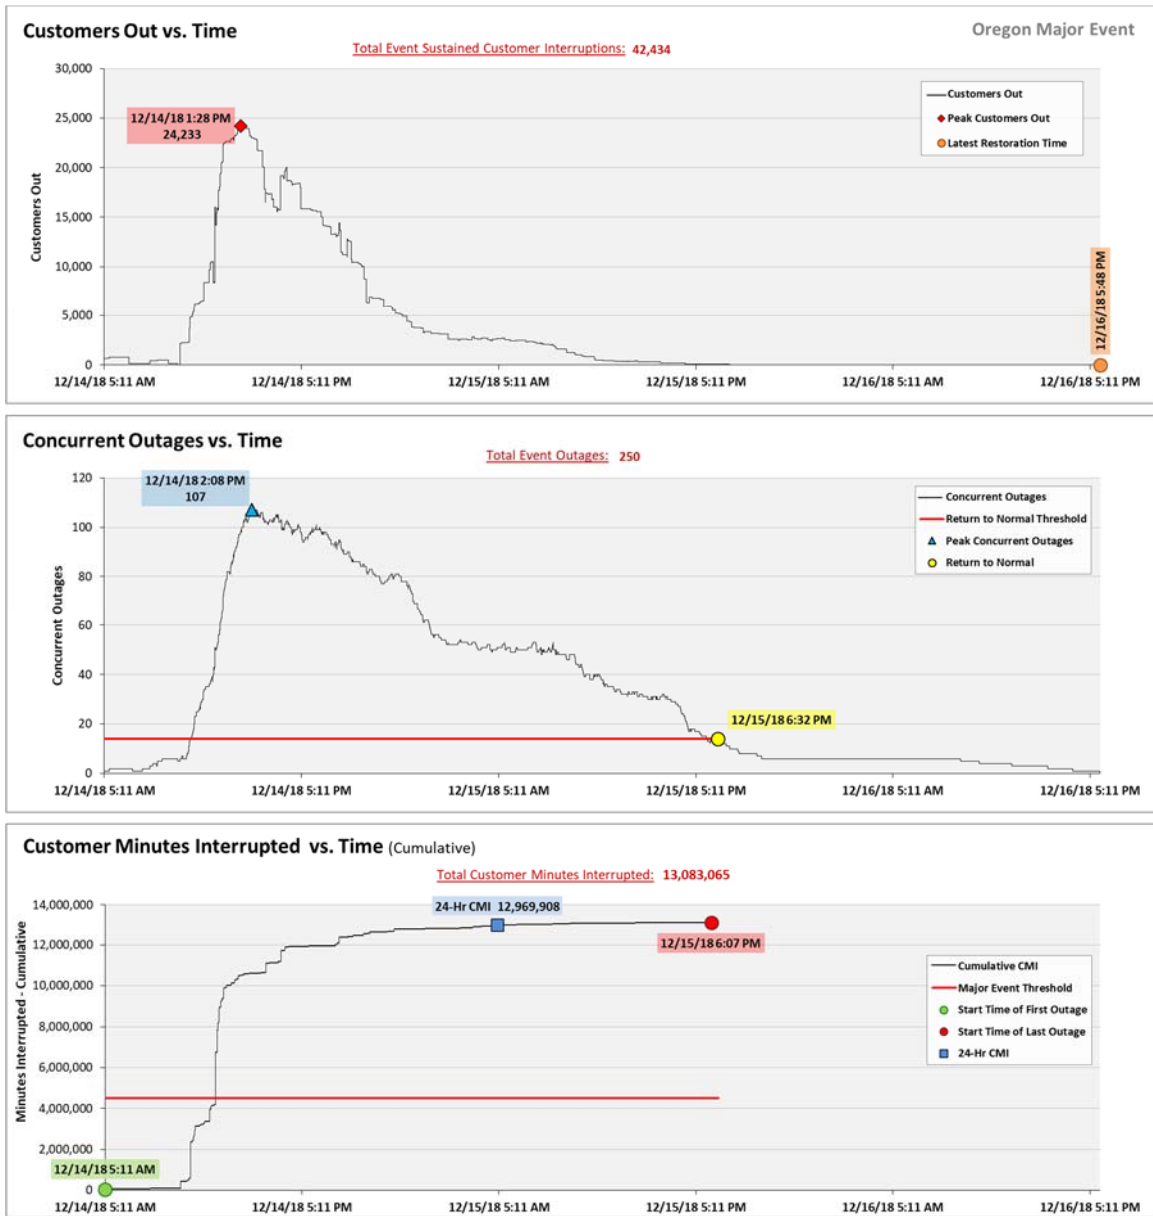 Customers Out vs. Time
Oregon Major Event
Total Event Sustained Customer Interruptions: 42,434
30,000
25,000
20,000
15,000
10,000
5,000
0
Customers Out
12/14/18 1:28 PM
24,233
Customers Out
Peak Customers Out
Latest Restoration Time
12/16/18 5:48 PM
12/14/18 5:11 AM
12/14/18 5:11 PM
12/15/18 5:11 AM
12/15/18 5:11 PM
12/16/18 5:11 AM
12/16/18 5:11 PM
Concurrent Outages vs. Time
Total Event Outages: 250
120
100
80
60
40
20
0
Concurrent Outages
12/14/18 2:08 PM
107
Concurrent Outages
Return to Normal Threshold
Peak Concurrent Outages
Return to Normal
12/15/18 6:32 PM
12/14/18 5:11 AM
12/14/18 5:11 PM
12/15/18 5:11 AM
12/15/18 5:11 PM
12/16/18 5:11 AM
12/16/18 5:11 PM
Customer Minutes Interrupted vs. Time (Cumulative)
Total Customer Minutes Interrupted: 13,083,065
14,000,000
12,000,000
10,000,000
8,000,000
6,000,000
4,000,000
2,000,000
0
Minutes Interrupted - Cumulative
24-Hr CMI 12,969,908
12/15/18 6:07 PM
Cumulative CMI
Major Event Threshold
Start Time of First Outage
Start Time of Last Outage
24-Hr CMI
12/14/18 5:11 AM
12/14/18 5:11 AM
12/14/18 5:11 PM
12/15/18 5:11 AM
12/15/18 5:11 PM
12/16/18 5:11 AM
12/16/18 5:11 PM